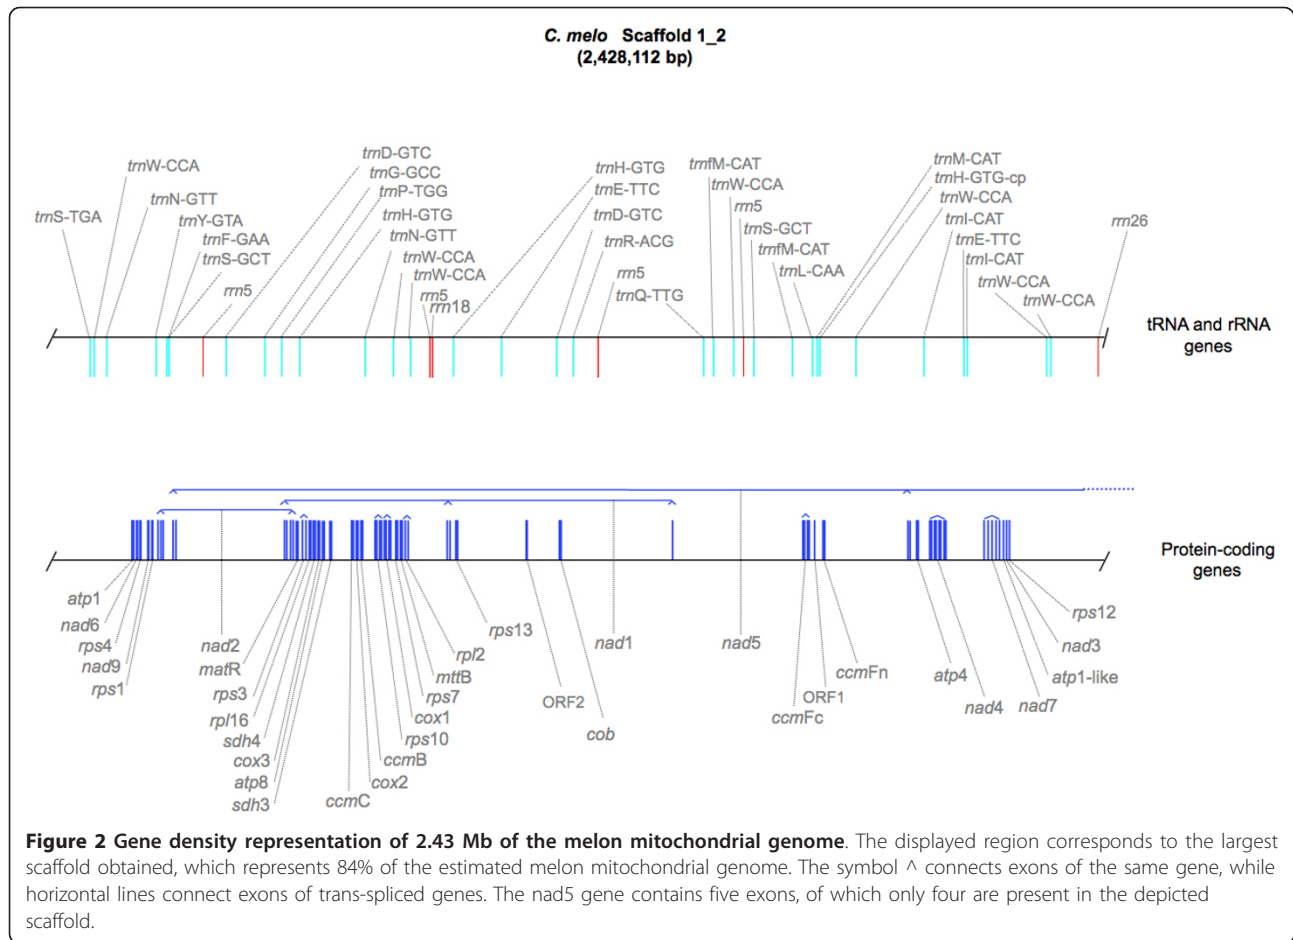 C. melo Scaffold 1_2
(2,428,112 bp)
trnS-TGA
trnW-CCA
trnN-GTT
trnY-GTA
trnF-GAA
trnS-GCT
rrn5
trnD-GTC
trnG-GCC
trnP-TGG
trnH-GTG
trnN-GTT
trnW-CCA
trnW-CCA
rrn5
rrn18
trnH-GTG
trnE-TTC
trnD-GTC
trnR-ACG
rrn5
trnQ-TTG
trnfM-CAT
trnW-CCA
rrn5
trnS-GCT
trnfM-CAT
trnL-CAA
trnM-CAT
trnH-GTG-cp
trnW-CCA
trnI-CAT
trnE-TTC
trnI-CAT
trnW-CCA
trnW-CCA
rrn26
tRNA and rRNA
genes
Protein-coding
genes
atp1
nad6
rps4
nad9
rps1
nad2
matR
rps3
rpl16
sdh4
cox3
atp8
sdh3
ccmC
cox2
ccmB
rps10
cox1
rps7
mttB
rpl2
rps13
ORF2
cob
nad1
nad5
ccmFc
ORF1
ccmFn
atp4
nad4
nad7
atp1-like
nad3
rps12
Figure 2 Gene density representation of 2.43 Mb of the melon mitochondrial genome. The displayed region corresponds to the largest
scaffold obtained, which represents 84% of the estimated melon mitochondrial genome. The symbol ^ connects exons of the same gene, while
horizontal lines connect exons of trans-spliced genes. The nad5 gene contains five exons, of which only four are present in the depicted
scaffold.